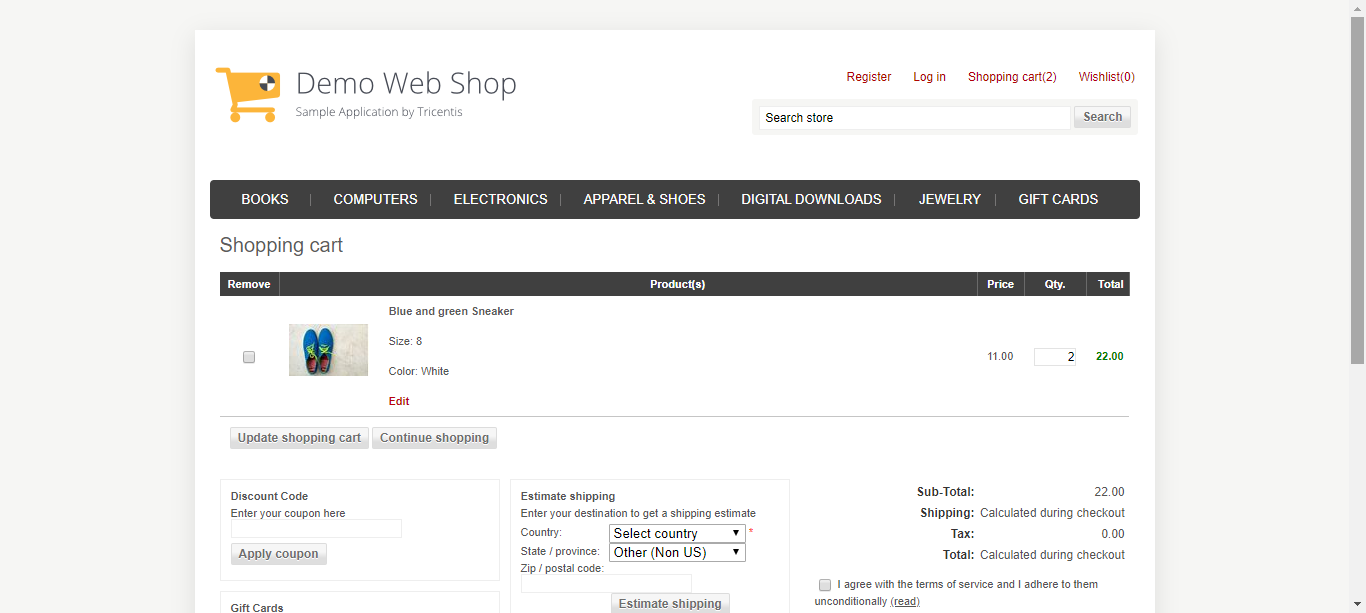 Demo Web Shop
Sample Application by Tricentis
Register Log in Shopping cart(2) Wishlist(0)
Search store Search
BOOKS COMPUTERS ELECTRONICS APPAREL & SHOES DIGITAL DOWNLOADS JEWELRY GIFT CARDS
Shopping cart
Remove Product(s) Price Qty. Total
Blue and green Sneaker
Size: 8
Color: White
Edit
11.00 2 22.00
Update shopping cart Continue shopping
Discount Code
Enter your coupon here
Apply coupon
Gift Cards
Estimate shipping
Enter your destination to get a shipping estimate
Country: Select country *
State / province: Other (Non US)
Zip / postal code:
Estimate shipping
Sub-Total: 22.00
Shipping: Calculated during checkout
Tax: 0.00
Total: Calculated during checkout
I agree with the terms of service and I adhere to them
unconditionally (read)